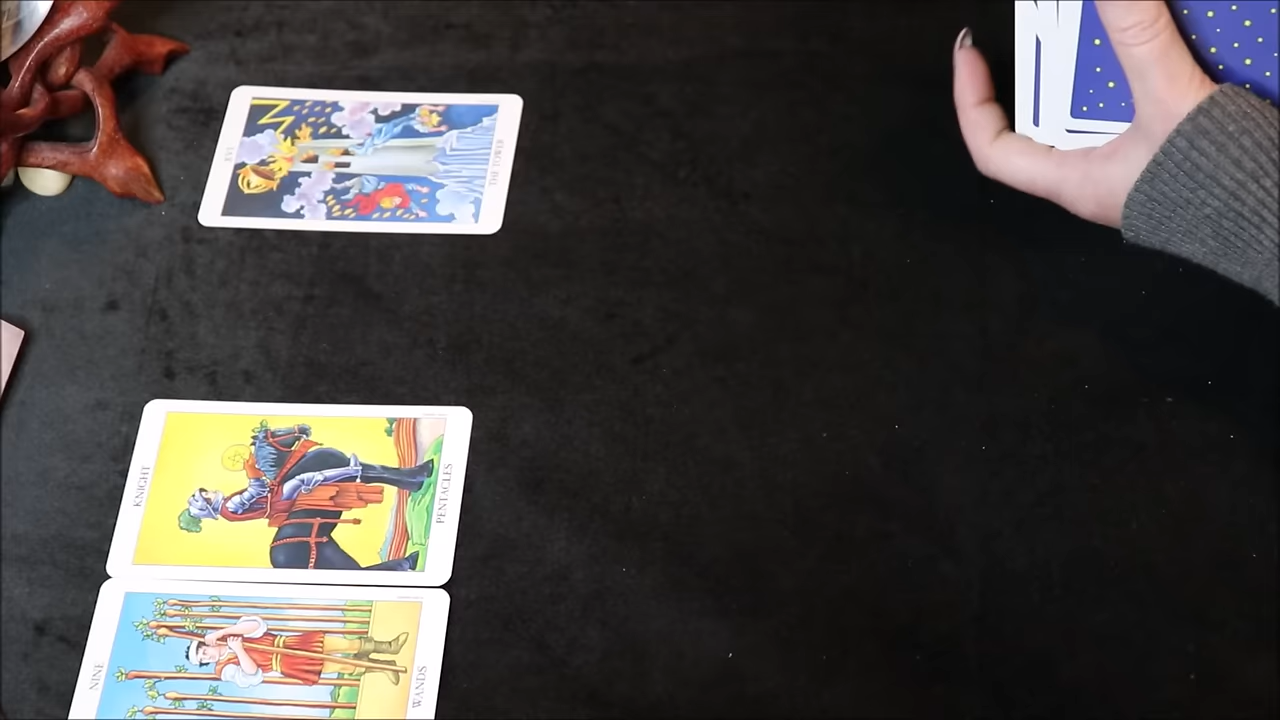 XVI
THE TOWER
KNIGHT
PENTACLES
NINE
WANDS